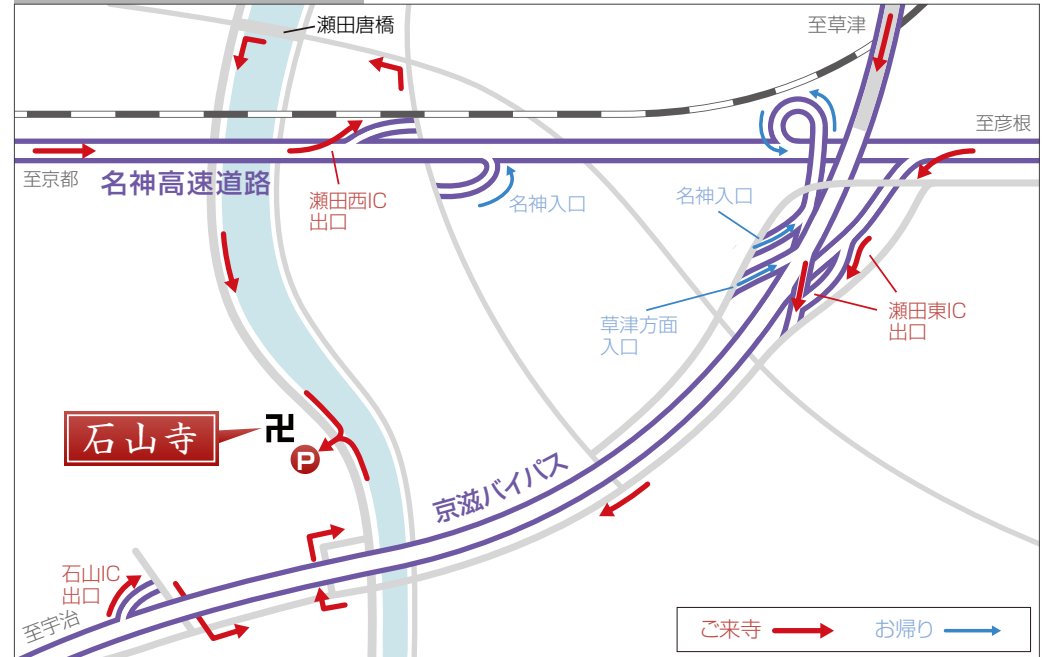 瀬田唐橋
至草津
至彦根
至京都
名神高速道路
瀬田西IC
出口
名神入口
名神入口
草津方面
入口
瀬田東IC
出口
石山寺
卍
P
京滋バイパス
石山IC
出口
至宇治
ご来寺
お帰り